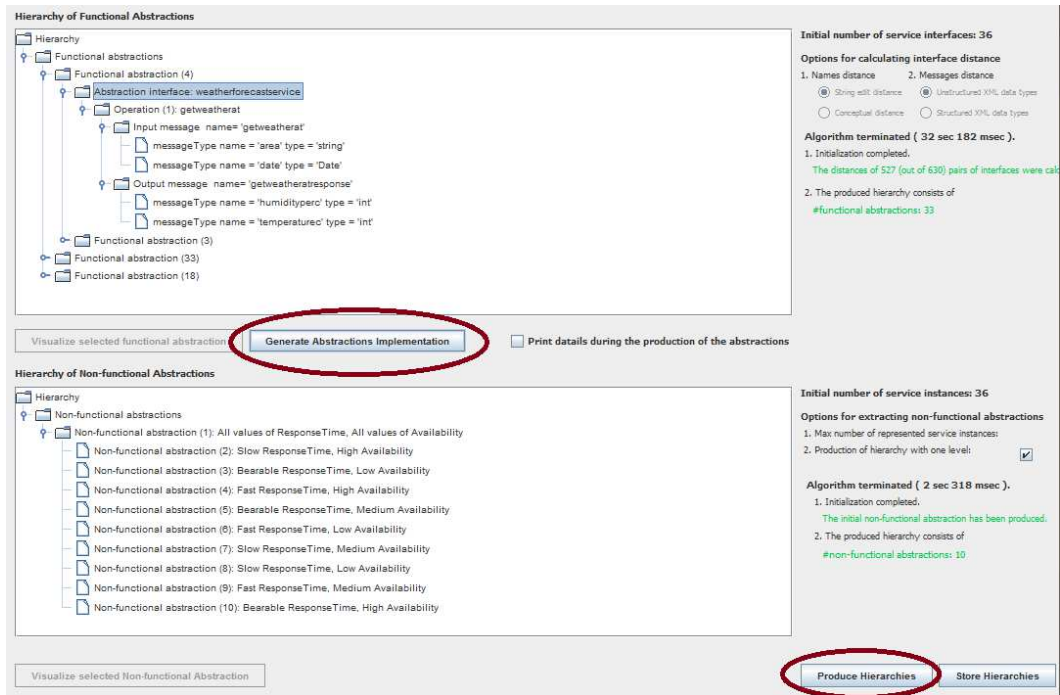 Hierarchy of Functional Abstractions
Hierarchy
Functional abstractions
Functional abstraction (4)
Abstraction interface: weatherforecastservice
Operation (1): getweatherat
Input message name= 'getweatherat'
messageType name = 'area' type = 'string'
messageType name = 'date' type = 'Date'
Output message name= 'getweatheratresponse'
messageType name = 'humidityperc' type = 'int'
messageType name = 'temperaturec' type = 'int'
Functional abstraction (3)
Functional abstraction (33)
Functional abstraction (18)
Initial number of service interfaces: 36
Options for calculating interface distance
1. Names distance 2. Messages distance
String edit distance Unstructured XML data types
Conceptual distance Structured XML data types
Algorithm terminated ( 32 sec 182 msec ).
1. Initialization completed.
The distances of 527 (out of 630) pairs of interfaces were calc
2. The produced hierarchy consists of
#functional abstractions: 33
Visualize selected functional abstraction Generate Abstractions Implementation Print datails during the production of the abstractions
Hierarchy of Non-functional Abstractions
Hierarchy
Non-functional abstractions
Non-functional abstraction (1): All values of ResponseTime, All values of Availability
Non-functional abstraction (2): Slow ResponseTime, High Availability
Non-functional abstraction (3): Bearable ResponseTime, Low Availability
Non-functional abstraction (4): Fast ResponseTime, High Availability
Non-functional abstraction (5): Bearable ResponseTime, Medium Availability
Non-functional abstraction (6): Fast ResponseTime, Low Availability
Non-functional abstraction (7): Slow ResponseTime, Medium Availability
Non-functional abstraction (8): Slow ResponseTime, Low Availability
Non-functional abstraction (9): Fast ResponseTime, Medium Availability
Non-functional abstraction (10): Bearable ResponseTime, High Availability
Initial number of service instances: 36
Options for extracting non-functional abstractions
1. Max number of represented service instances:
2. Production of hierarchy with one level:
Algorithm terminated ( 2 sec 318 msec ).
1. Initialization completed.
The initial non-functional abstraction has been produced.
2. The produced hierarchy consists of
#non-functional abstractions: 10
Visualize selected Non-functional Abstraction Produce Hierarchies Store Hierarchies